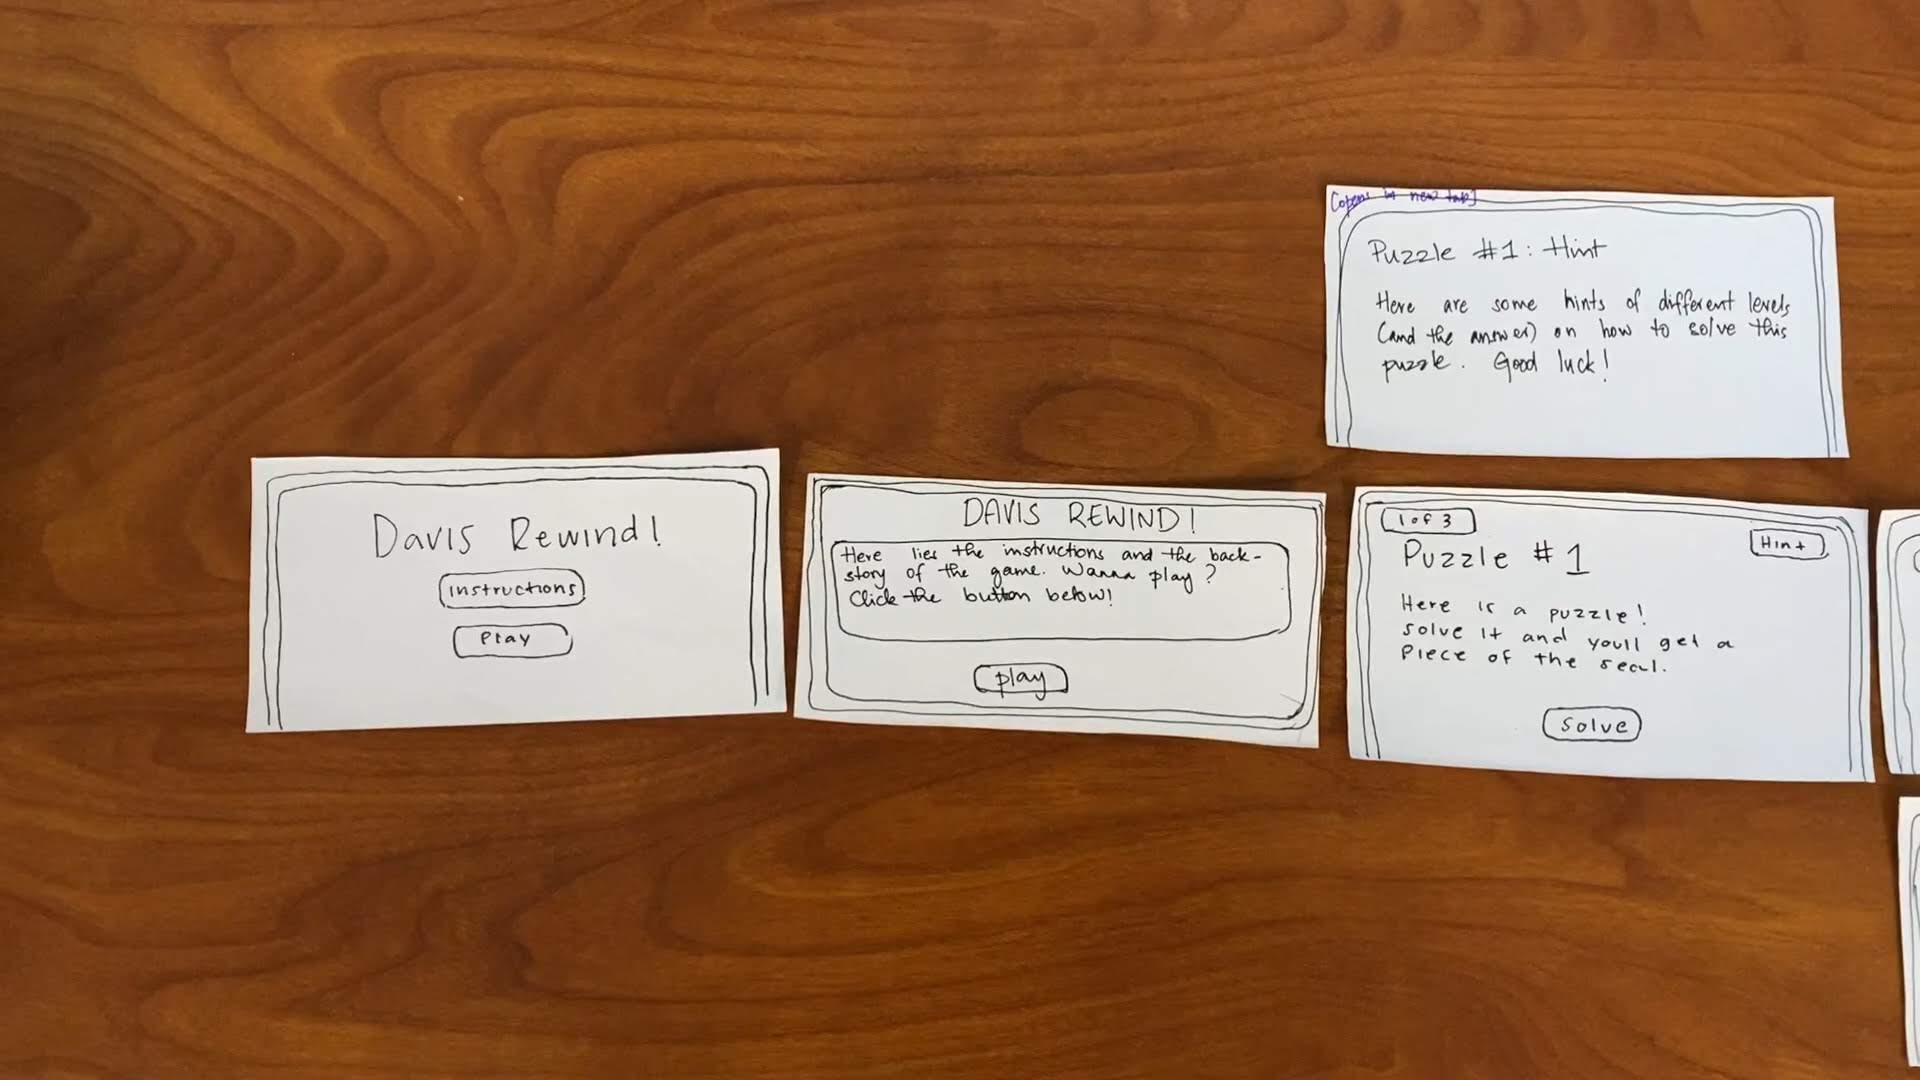 [opens in new tab]
Puzzle #1: Hint
Here are some hints of different levels
(and the answer) on how to solve this
puzzle. Good luck!
Davis Rewind!
instructions
Play
DAVIS REWIND!
Here lies the instructions and the back-
story of the game. Wanna play?
Click the button below!
play
1 of 3
Hint
Puzzle #1
Here is a puzzle!
solve it and youll get a
piece of the seal.
solve